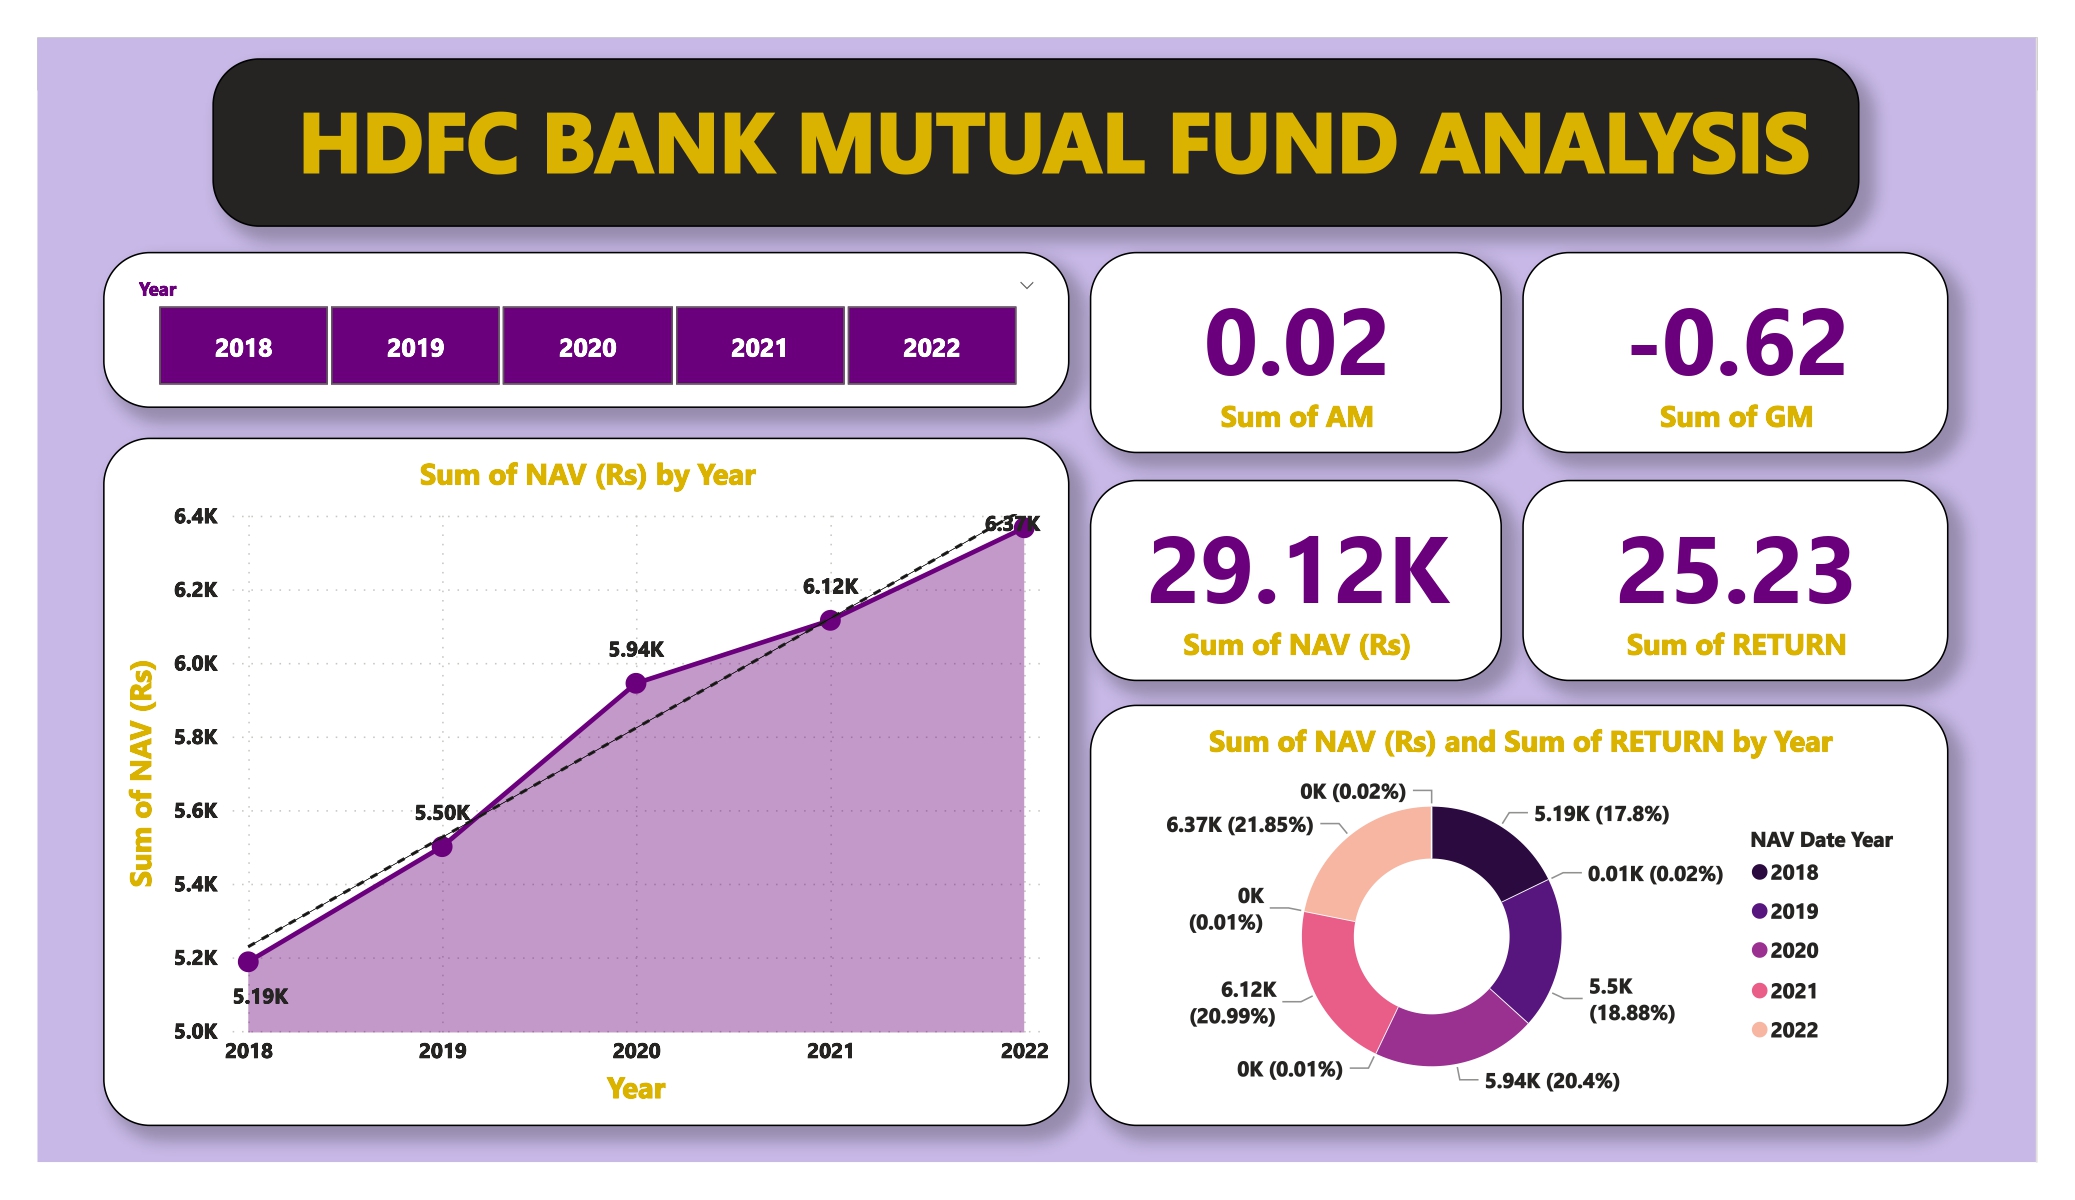 HDFC BANK MUTUAL FUND ANALYSIS
Year
2018 2019 2020 2021 2022
0.02
Sum of AM
-0.62
Sum of GM
29.12K
Sum of NAV (Rs)
25.23
Sum of RETURN
Sum of NAV (Rs) by Year
Sum of NAV (Rs)
6.4K
6.2K
6.0K
5.8K
5.6K
5.4K
5.2K
5.0K
5.19K
5.50K
5.94K
6.12K
6.37K
2018 2019 2020 2021 2022
Year
Sum of NAV (Rs) and Sum of RETURN by Year
0K (0.02%)
5.19K (17.8%)
6.37K (21.85%)
0.01K (0.02%)
0K
(0.01%)
5.5K
(18.88%)
6.12K
(20.99%)
0K (0.01%)
5.94K (20.4%)
NAV Date Year
2018
2019
2020
2021
2022